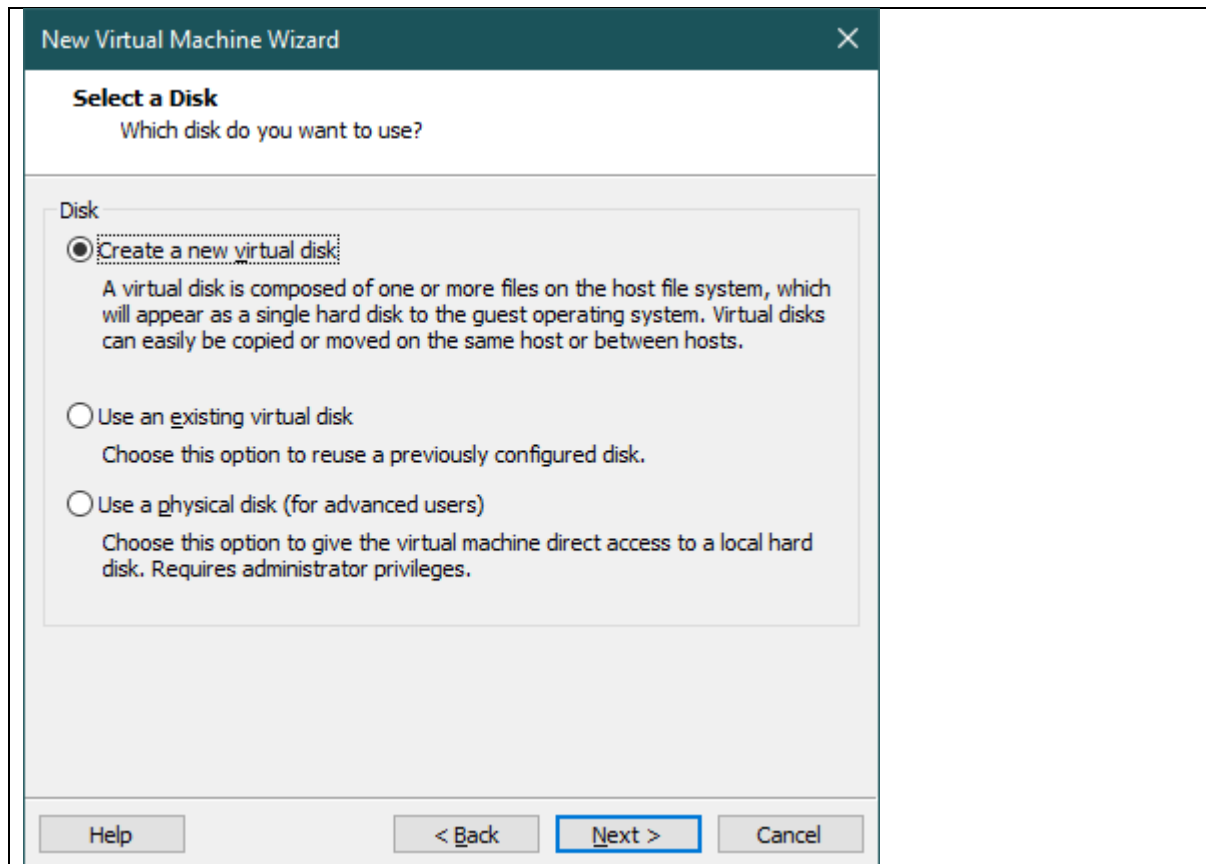 New Virtual Machine Wizard
Select a Disk
Which disk do you want to use?
Disk
Create a new virtual disk
A virtual disk is composed of one or more files on the host file system, which
will appear as a single hard disk to the guest operating system. Virtual disks
can easily be copied or moved on the same host or between hosts.
Use an existing virtual disk
Choose this option to reuse a previously configured disk.
Use a physical disk (for advanced users)
Choose this option to give the virtual machine direct access to a local hard
disk. Requires administrator privileges.
Help < Back Next > Cancel